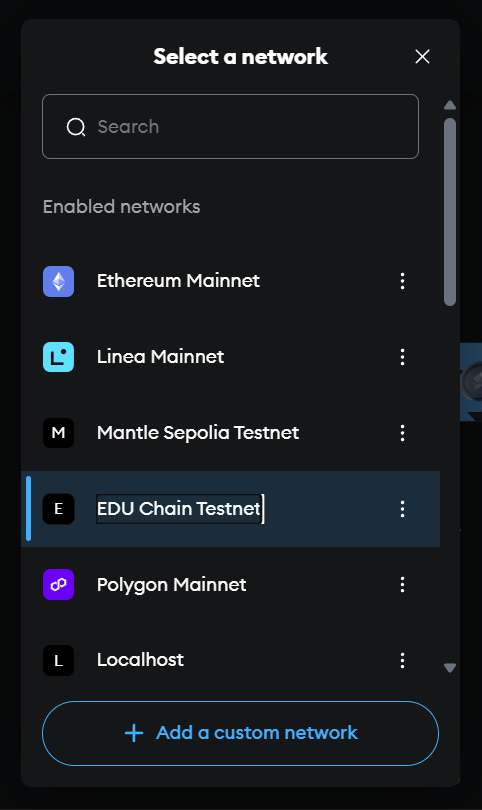 Select a network
Search
Enabled networks
Ethereum Mainnet
Linea Mainnet
M Mantle Sepolia Testnet
E EDU Chain Testnet
Polygon Mainnet
L Localhost
+ Add a custom network